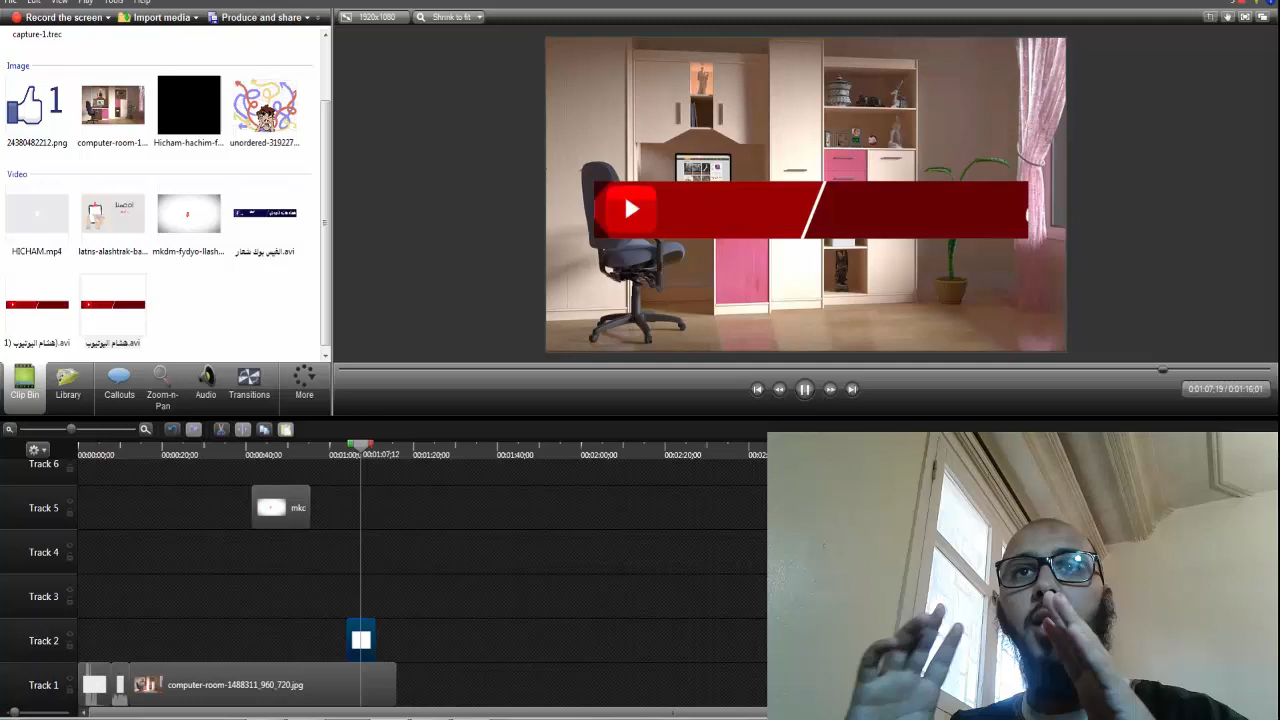 Record the screen
Import media
Produce and share
1920x1080
Shrink to fit
capture-1.trec
Image
24380482212.png
computer-room-1...
Hicham-hachim-f...
unordered-319227...
Video
HICHAM.mp4
latns-alashtrak-ba...
mkdm-fydyo-llash...
الفيس بوك شعار.avi
هشام اليوتيوب (1).avi
هشام اليوتيوب.avi
Clip Bin
Library
Callouts
Zoom-n-Pan
Audio
Transitions
More
0:01:07;19 / 0:01:16;01
00:00:00;00
00:00:20;00
00:00:40;00
00:01:07;12
00:01:20;00
00:01:40;00
00:02:00;00
00:02:20;00
Track 6
Track 5
mkc
Track 4
Track 3
Track 2
Track 1
computer-room-1488311_960_720.jpg